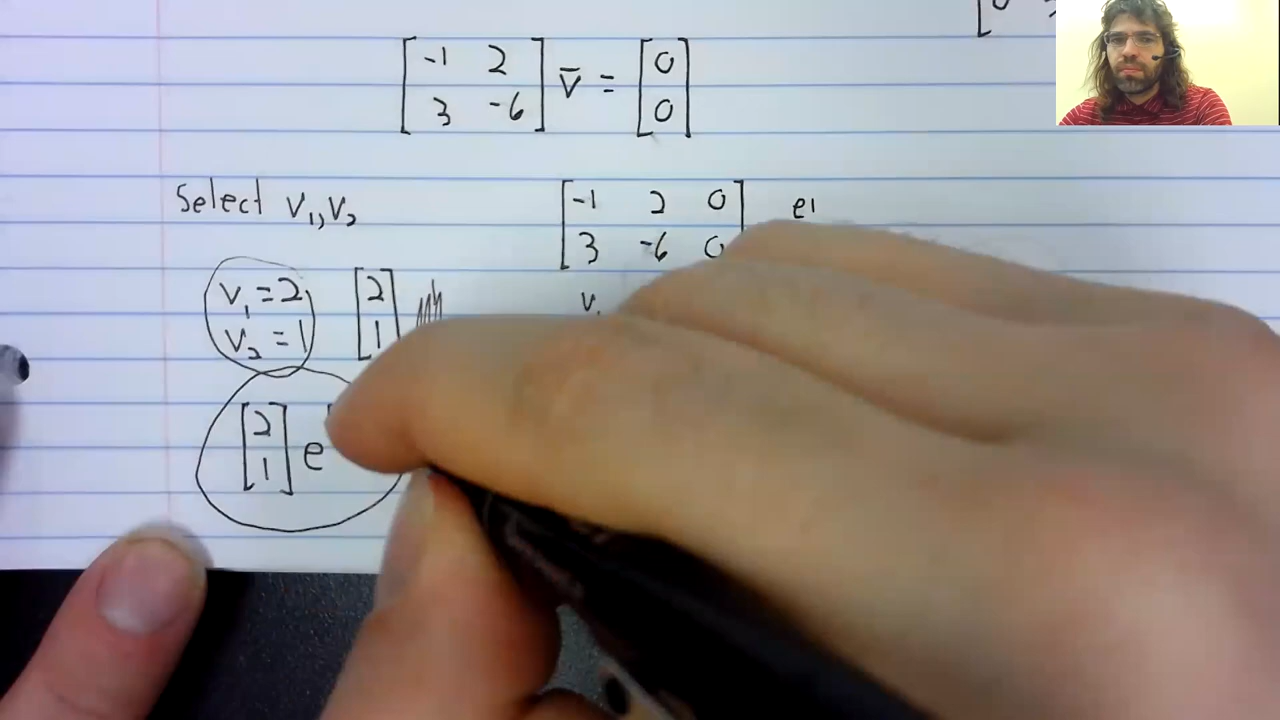 [-1 2; 3 -6] v̄ = [0; 0]
Select v₁,v₂
[-1 2 0; 3 -6 0] e1
v₁=2
v₂=1 [2; 1]
[2; 1] e